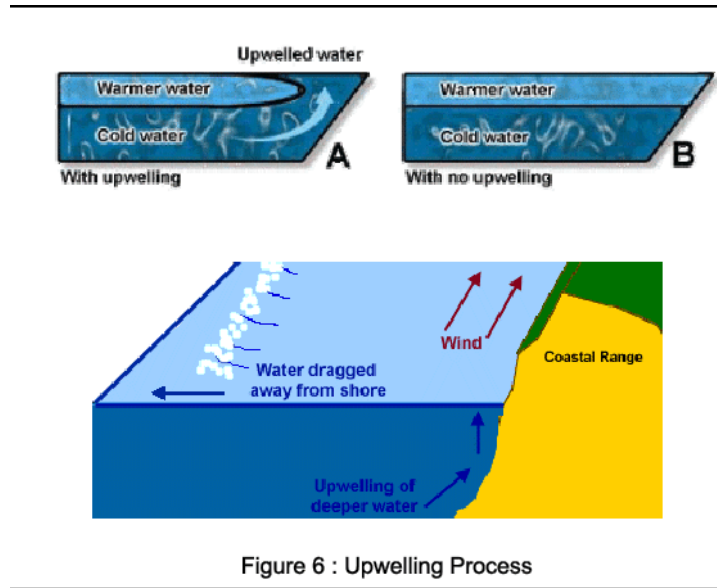 Upwelled water
Warmer water
Cold water
A
With upwelling
Warmer water
Cold water
B
With no upwelling
Wind
Coastal Range
Water dragged
away from shore
Upwelling of
deeper water
Figure 6 : Upwelling Process